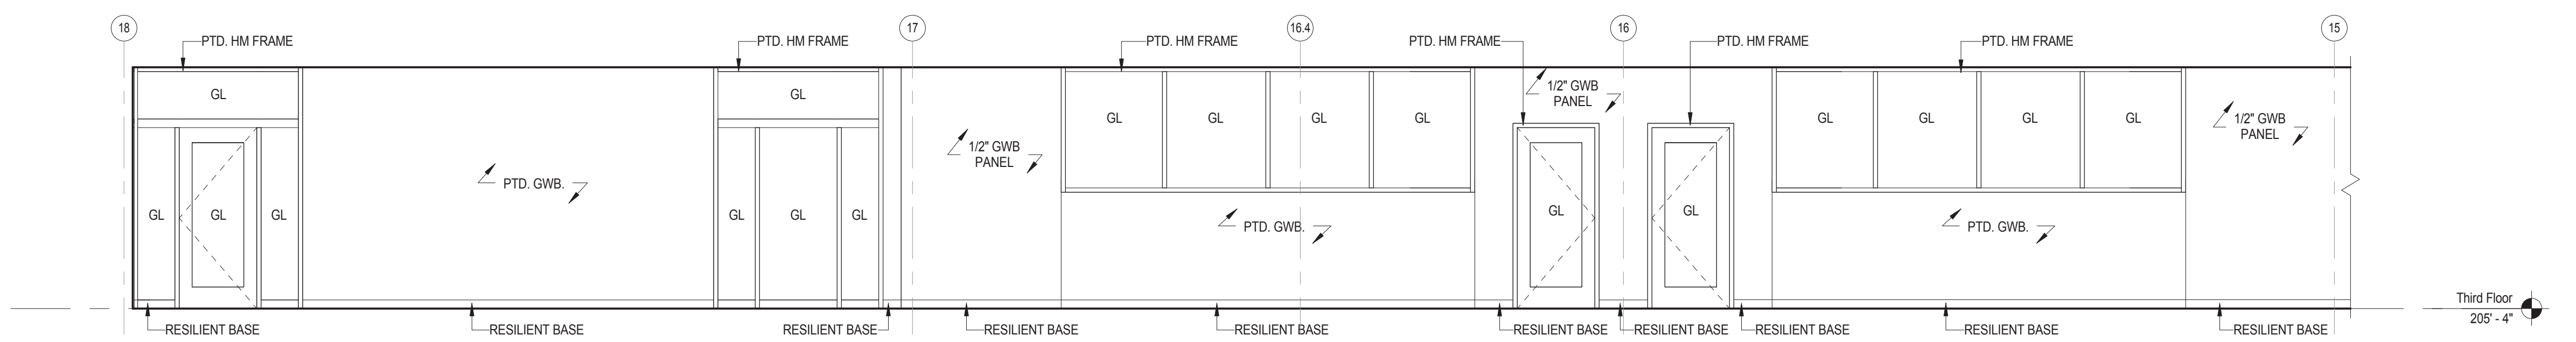 18
17
16.4
16
15
PTD. HM FRAME
PTD. HM FRAME
PTD. HM FRAME
PTD. HM FRAME
PTD. HM FRAME
PTD. HM FRAME
GL
GL
1/2" GWB
PANEL
GL
GL
GL
GL
GL
GL
GL
GL
1/2" GWB
PANEL
1/2" GWB
PANEL
PTD. GWB.
GL
GL
GL
GL
GL
GL
GL
GL
PTD. GWB.
PTD. GWB.
Third Floor
205' - 4"
RESILIENT BASE
RESILIENT BASE
RESILIENT BASE
RESILIENT BASE
RESILIENT BASE
RESILIENT BASE
RESILIENT BASE
RESILIENT BASE
RESILIENT BASE
RESILIENT BASE